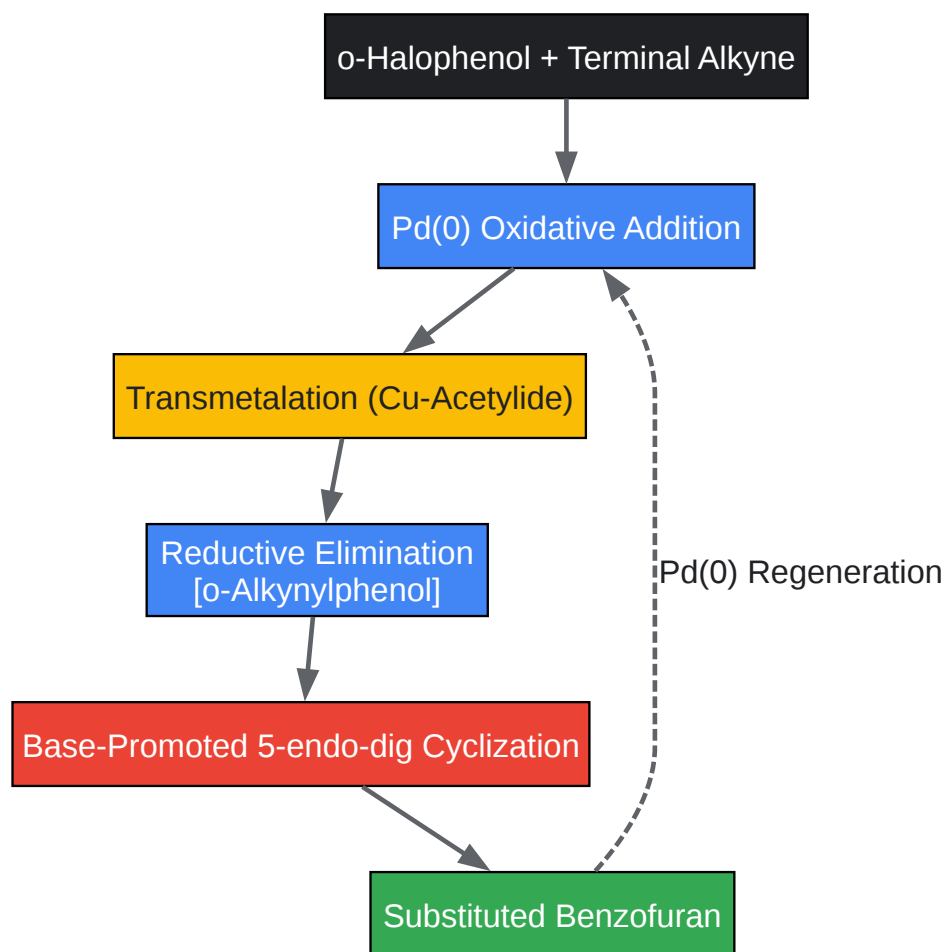 o-Halophenol + Terminal Alkyne
Pd(0) Oxidative Addition
Transmetalation (Cu-Acetylide)
Reductive Elimination
[o-Alkynylphenol]
Pd(0) Regeneration
Base-Promoted 5-endo-dig Cyclization
Substituted Benzofuran